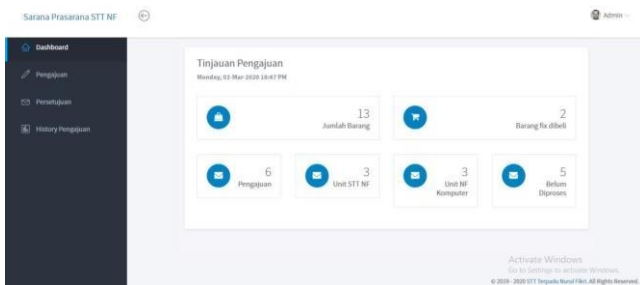 Sarana Prasarana STT NF
Admin
Dashboard
Pengajuan
Persetujuan
History Pengajuan
Tinjauan Pengajuan
Monday, 02-Mar-2020 10:47 PM
13
Jumlah Barang
2
Barang fix dibeli
6
Pengajuan
3
Unit STT NF
3
Unit NF
Komputer
5
Belum
Diproses
Activate Windows
Go to Settings to activate Windows.
© 2019 - 2020 STT Terpadu Nurul Fikri. All Rights Reserved.